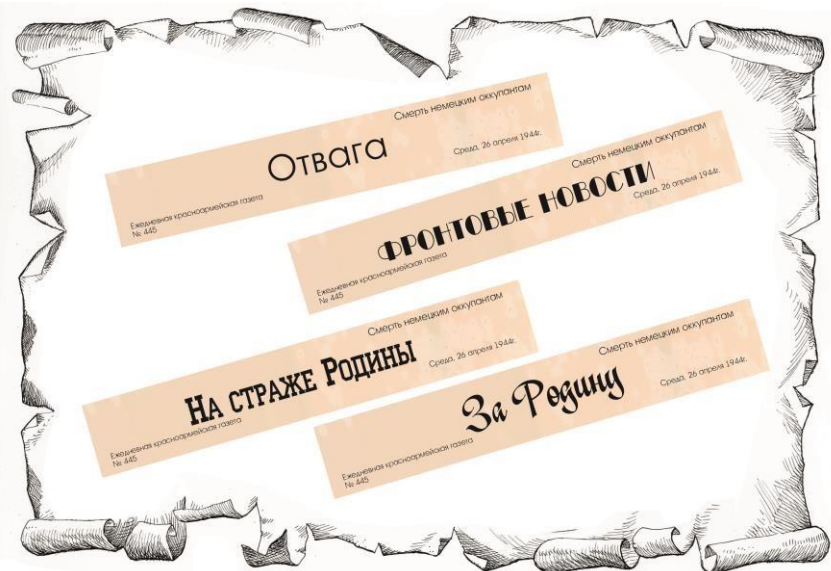 Смерть немецким оккупантам
Отвага
Среда, 26 апреля 1944г.
Ежедневная красноармейская газета
№ 445
Смерть немецким оккупантам
ФРОНТОВЫЕ НОВОСТИ
Среда, 26 апреля 1944г.
Ежедневная красноармейская газета
№ 445
Смерть немецким оккупантам
На страже Родины
Среда, 26 апреля 1944г.
Ежедневная красноармейская газета
№ 445
Смерть немецким оккупантам
За Родину
Среда, 26 апреля 1944г.
Ежедневная красноармейская газета
№ 445